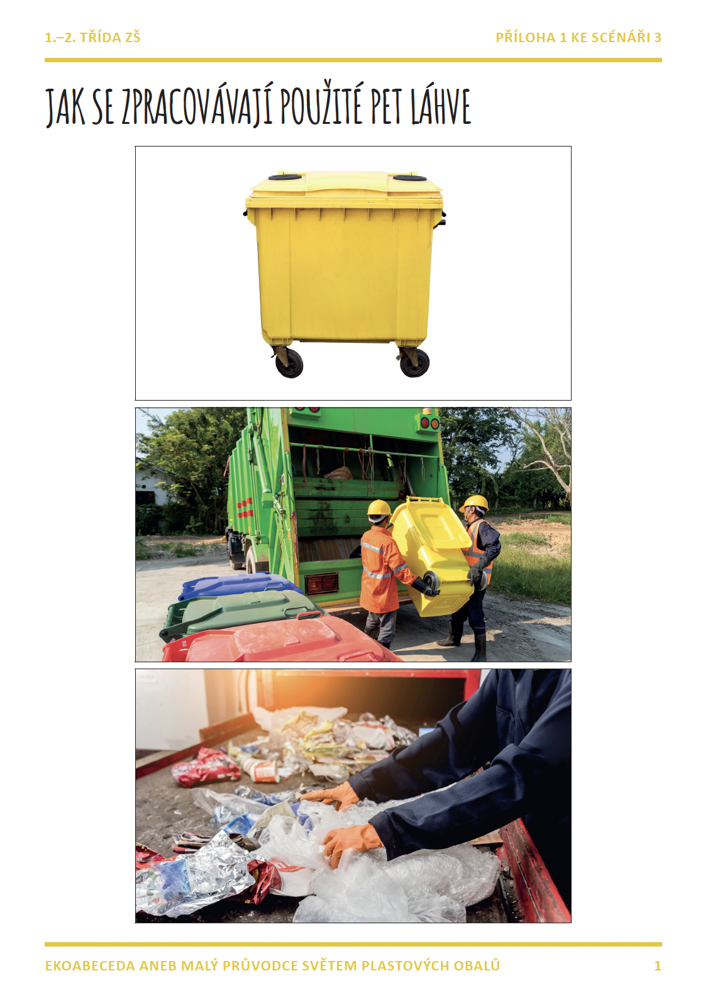 1.–2. TŘÍDA ZŠ
PŘÍLOHA 1 KE SCÉNÁŘI 3
JAK SE ZPRACOVÁVAJÍ POUŽITÉ PET LÁHVE
EKOABECEDA ANEB MALÝ PRŮVODCE SVĚTEM PLASTOVÝCH OBALŮ
1